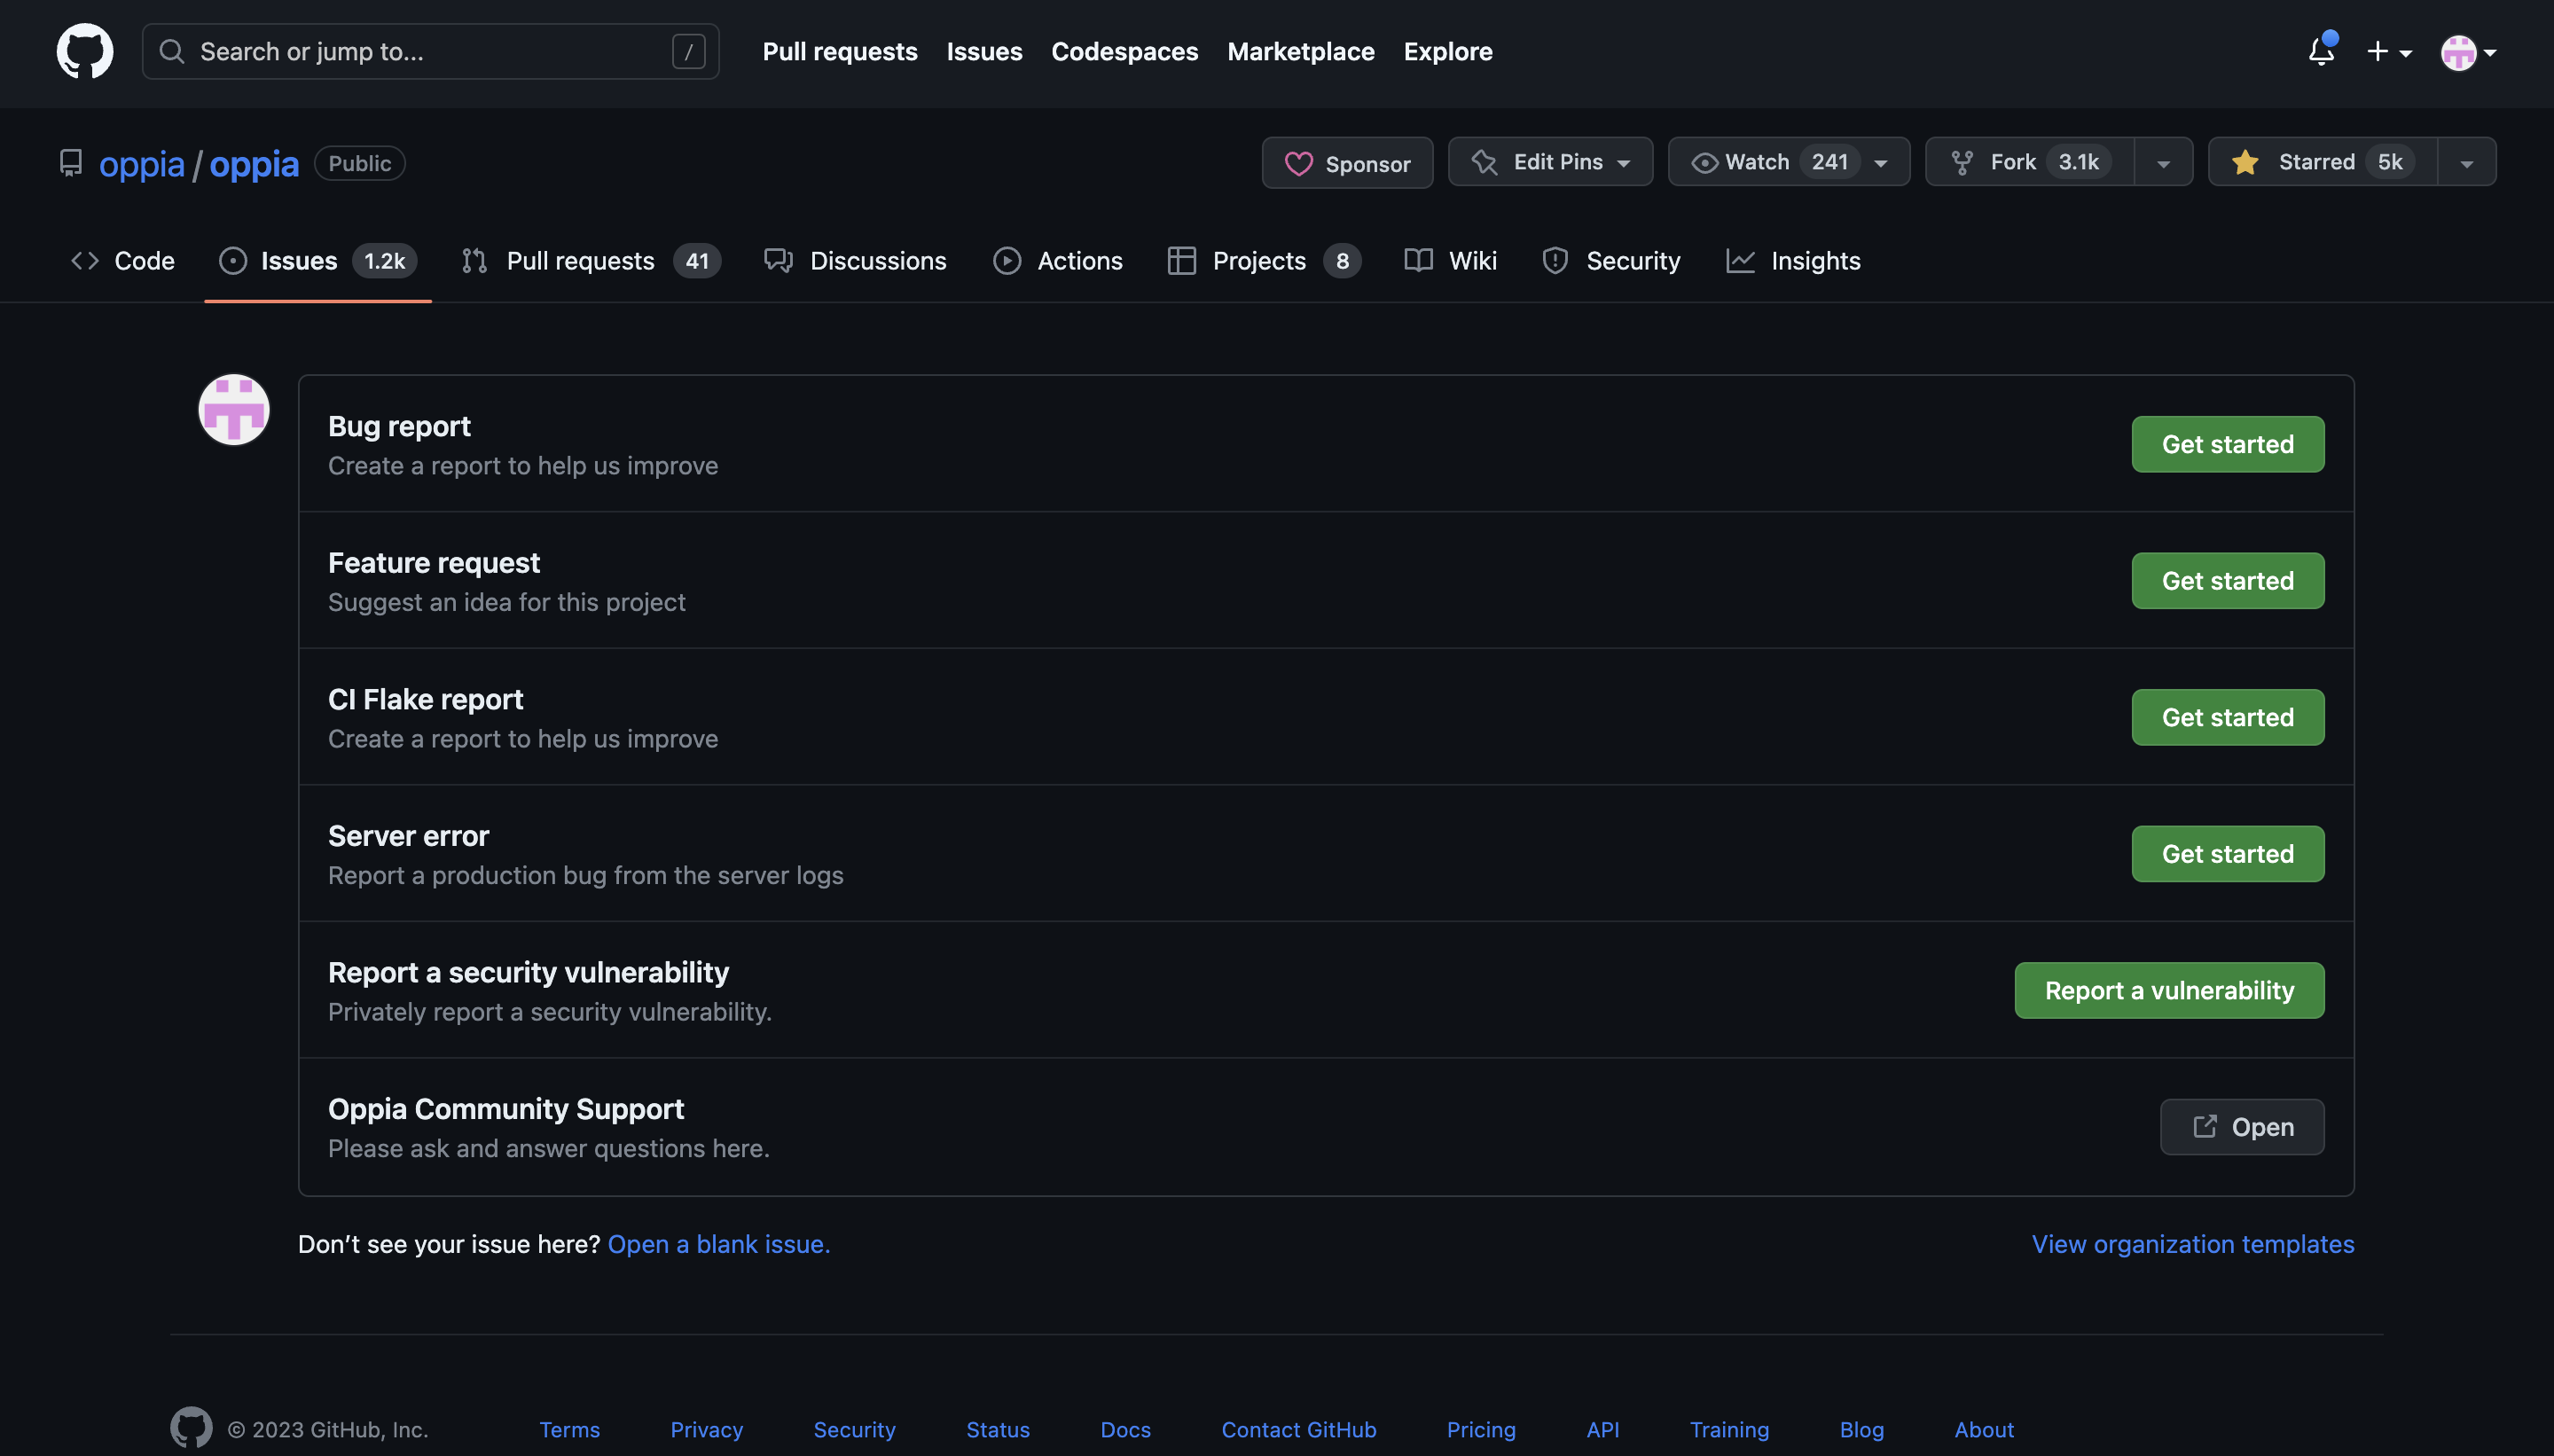 Search or jump to... / Pull requests Issues Codespaces Marketplace Explore
oppia / oppia Public Sponsor Edit Pins Watch 241 Fork 3.1k Starred 5k
Code Issues 1.2k Pull requests 41 Discussions Actions Projects 8 Wiki Security Insights
Bug report
Create a report to help us improve
Get started
Feature request
Suggest an idea for this project
Get started
CI Flake report
Create a report to help us improve
Get started
Server error
Report a production bug from the server logs
Get started
Report a security vulnerability
Privately report a security vulnerability.
Report a vulnerability
Oppia Community Support
Please ask and answer questions here.
Open
Don’t see your issue here? Open a blank issue. View organization templates
© 2023 GitHub, Inc. Terms Privacy Security Status Docs Contact GitHub Pricing API Training Blog About